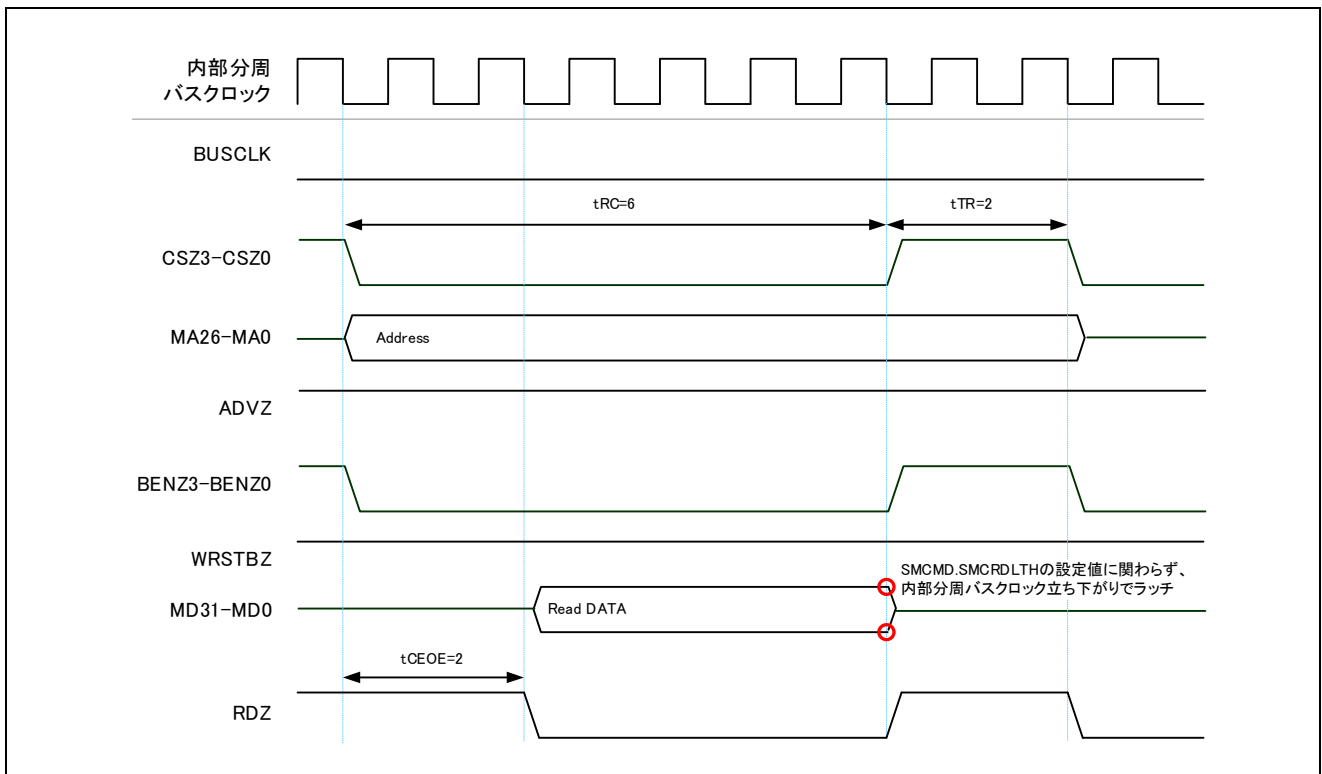 内部分周
バスクロック
BUSCLK
tRC=6
tTR=2
CSZ3-CSZ0
MA26-MA0
Address
ADVZ
BENZ3-BENZ0
WRSTBZ
SMCMD.SMCRDLTHの設定値に関わらず、
内部分周バスクロック立ち下がりでラッチ
MD31-MD0
Read DATA
tCEOE=2
RDZ